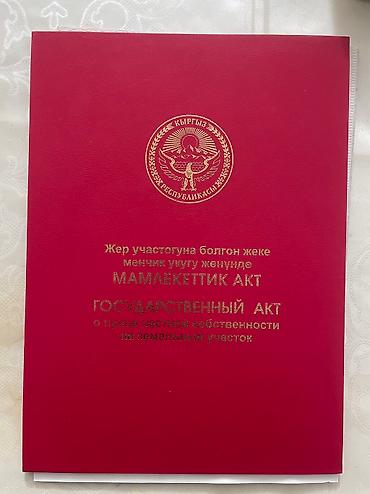 КЫРГЫЗ
РЕСПУБЛИКАСЫ
Жер участогуна болгон жеке
менчик укугу жөнүндө
МАМЛЕКЕТТИК АКТ
ГОСУДАРСТВЕННЫЙ АКТ
о праве частной собственности
на земельный участок